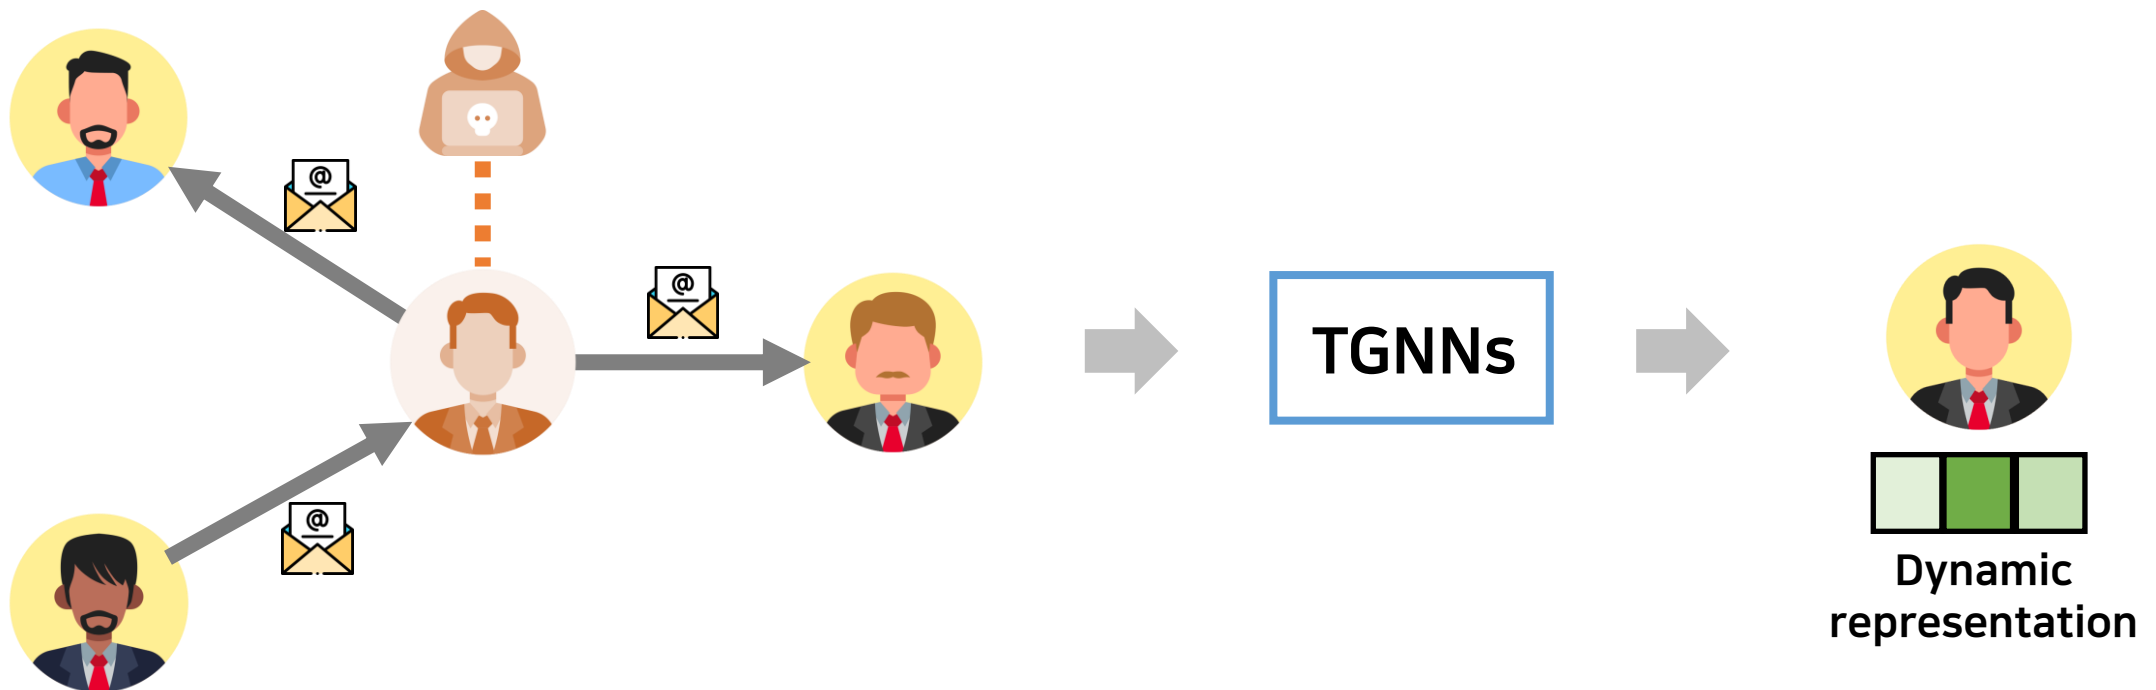 @
@
@
TGNNs
Dynamic
representation